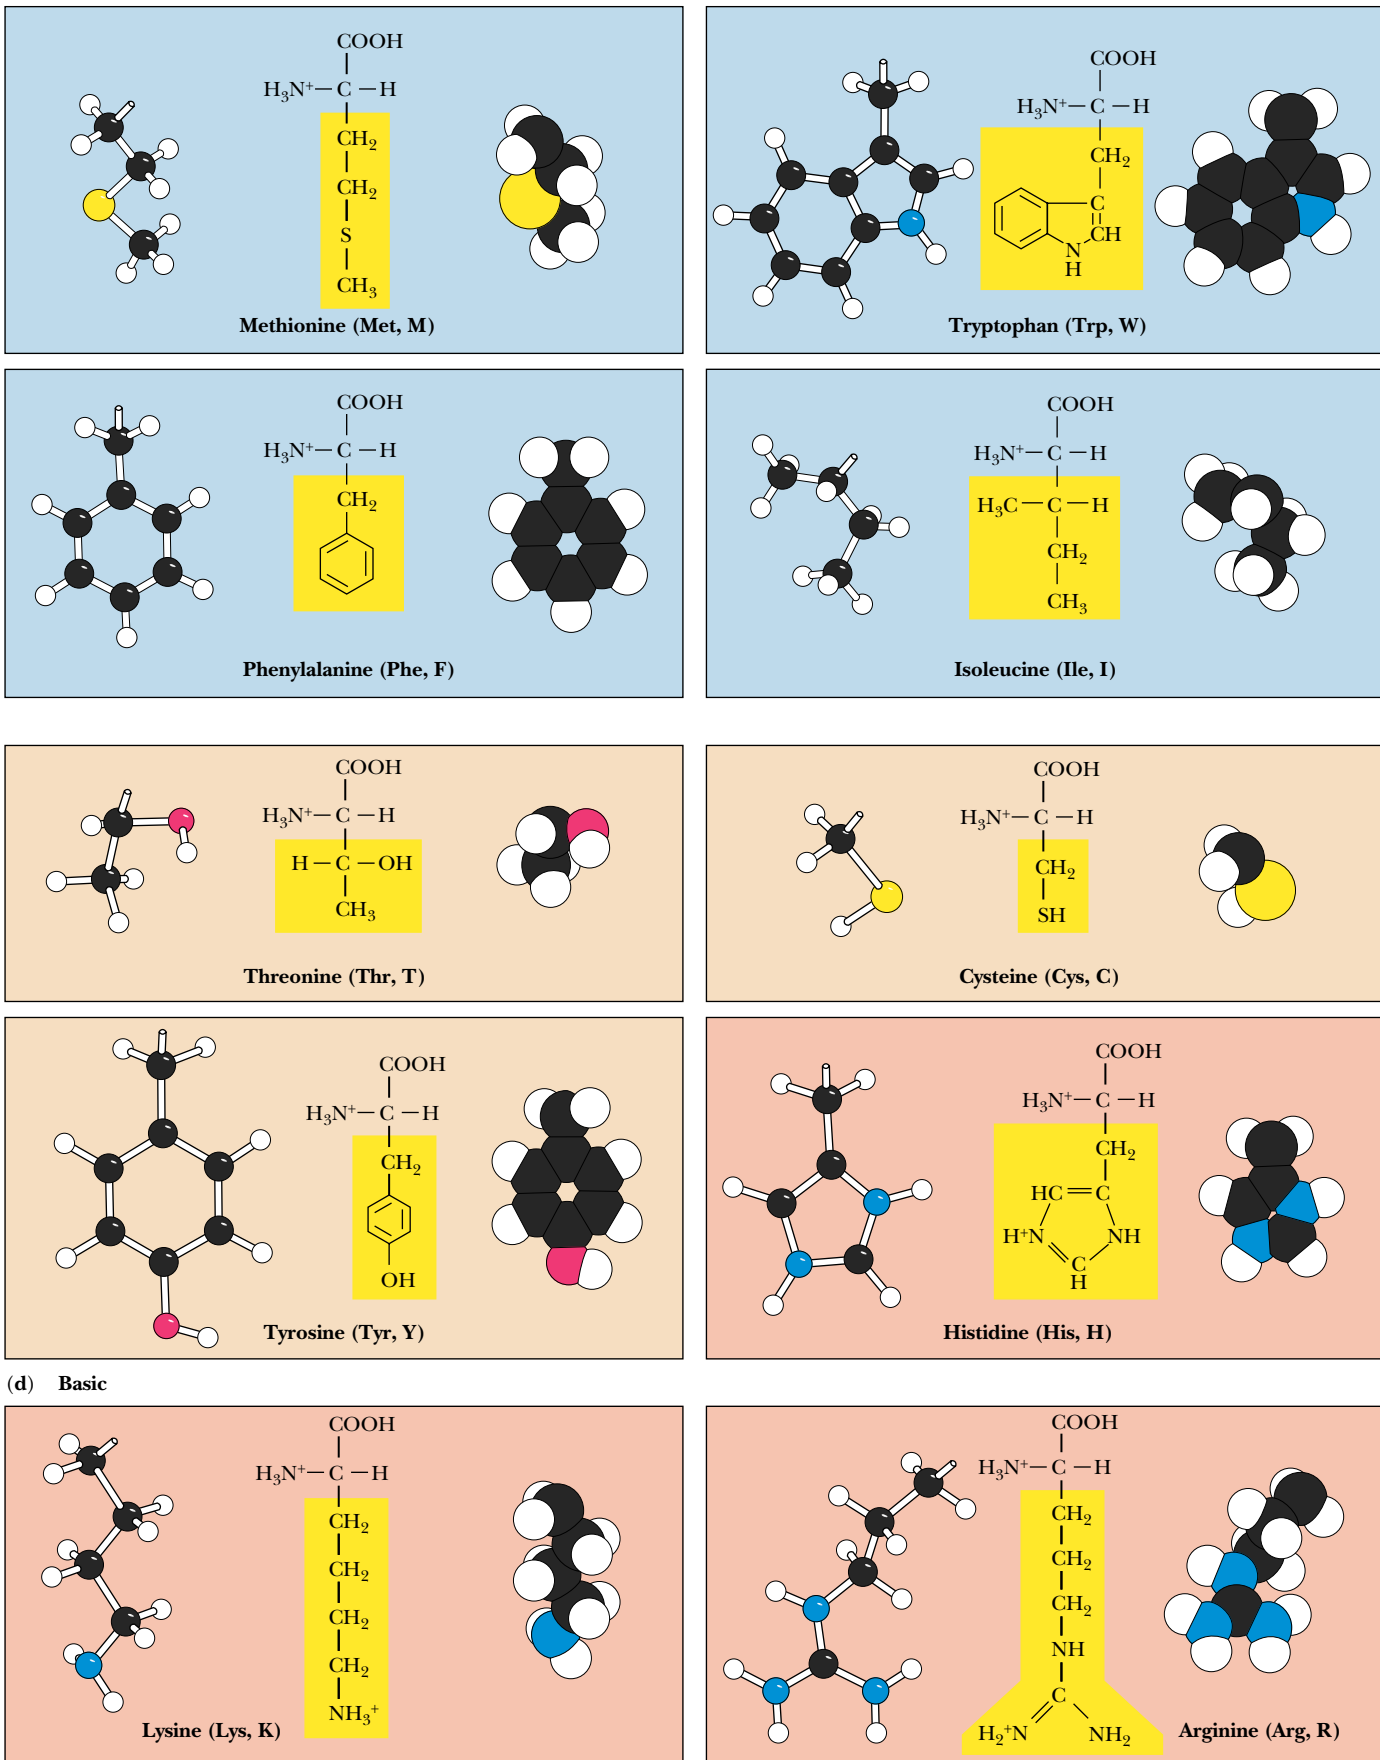 COOH
H₃N⁺—C—H
CH₂
CH₂
S
CH₃
Methionine (Met, M)
COOH
H₃N⁺—C—H
CH₂
C
CH
N
H
Tryptophan (Trp, W)
COOH
H₃N⁺—C—H
CH₂
Phenylalanine (Phe, F)
COOH
H₃N⁺—C—H
H₃C—C—H
CH₂
CH₃
Isoleucine (Ile, I)
COOH
H₃N⁺—C—H
H—C—OH
CH₃
Threonine (Thr, T)
COOH
H₃N⁺—C—H
CH₂
SH
Cysteine (Cys, C)
COOH
H₃N⁺—C—H
CH₂
OH
Tyrosine (Tyr, Y)
COOH
H₃N⁺—C—H
CH₂
HC=C
H⁺N NH
C
H
Histidine (His, H)
(d) Basic
COOH
H₃N⁺—C—H
CH₂
CH₂
CH₂
CH₂
NH₃⁺
Lysine (Lys, K)
COOH
H₃N⁺—C—H
CH₂
CH₂
CH₂
NH
C
H₂⁺N NH₂
Arginine (Arg, R)